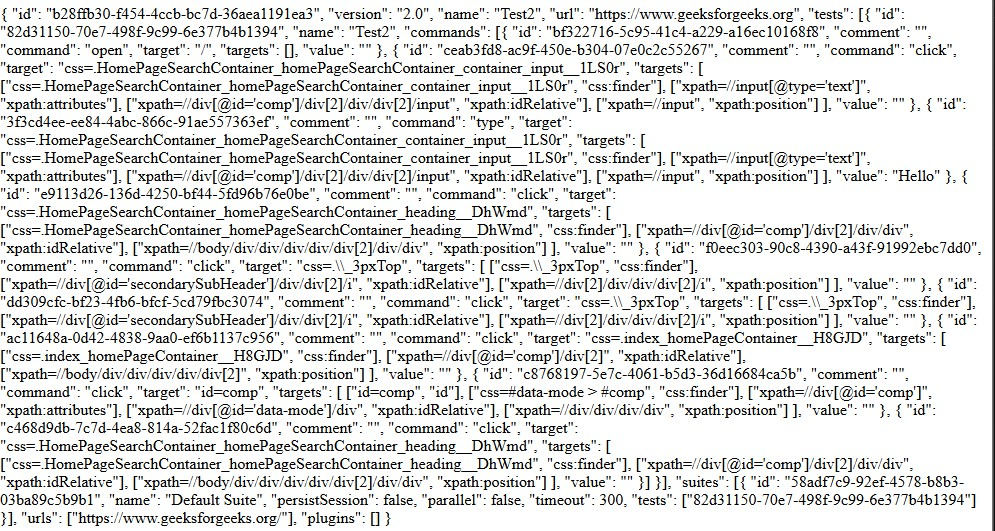 { "id": "b28ffb30-f454-4ccb-bc7d-36aea1191ea3", "version": "2.0", "name": "Test2", "url": "https://www.geeksforgeeks.org", "tests": [{ "id":
"82d31150-70e7-498f-9c99-6e377b4b1394", "name": "Test2", "commands": [{ "id": "bf322716-5c95-41c4-a229-a16ec10168f8", "comment": "",
"command": "open", "target": "/", "targets": [], "value": "" }, { "id": "ceab3fd8-ac9f-450e-b304-07e0c2c55267", "comment": "", "command": "click",
"target": "css=.HomePageSearchContainer_homePageSearchContainer_container_input__1LS0r", "targets": [
["css=.HomePageSearchContainer_homePageSearchContainer_container_input__1LS0r", "css:finder"], ["xpath=//input[@type='text']",
"xpath:attributes"], ["xpath=//div[@id='comp']/div[2]/div/div[2]/input", "xpath:idRelative"], ["xpath=//input", "xpath:position"] ], "value": "" }, { "id":
"3f3cd4ee-ee84-4abc-866c-91ae557363ef", "comment": "", "command": "type", "target":
"css=.HomePageSearchContainer_homePageSearchContainer_container_input__1LS0r", "targets": [
["css=.HomePageSearchContainer_homePageSearchContainer_container_input__1LS0r", "css:finder"], ["xpath=//input[@type='text']",
"xpath:attributes"], ["xpath=//div[@id='comp']/div[2]/div/div[2]/input", "xpath:idRelative"], ["xpath=//input", "xpath:position"] ], "value": "Hello" }, {
"id": "e9113d26-136d-4250-bf44-5fd96b76e0be", "comment": "", "command": "click", "target":
"css=.HomePageSearchContainer_homePageSearchContainer_heading__DhWmd", "targets": [
["css=.HomePageSearchContainer_homePageSearchContainer_heading__DhWmd", "css:finder"], ["xpath=//div[@id='comp']/div[2]/div/div",
"xpath:idRelative"], ["xpath=//body/div/div/div/div/div[2]/div/div", "xpath:position"] ], "value": "" }, { "id": "f0eec303-90c8-4390-a43f-91992ebc7dd0",
"comment": "", "command": "click", "target": "css=.\\_3pxTop", "targets": [ ["css=.\\_3pxTop", "css:finder"],
["xpath=//div[@id='secondarySubHeader']/div/div[2]/i", "xpath:idRelative"], ["xpath=//div[2]/div/div/div[2]/i", "xpath:position"] ], "value": "" }, { "id":
"dd309cfc-bf23-4fb6-bfcf-5cd79fbc3074", "comment": "", "command": "click", "target": "css=.\\_3pxTop", "targets": [ ["css=.\\_3pxTop", "css:finder"],
["xpath=//div[@id='secondarySubHeader']/div/div[2]/i", "xpath:idRelative"], ["xpath=//div[2]/div/div/div[2]/i", "xpath:position"] ], "value": "" }, { "id":
"ac11648a-0d42-4838-9aa0-ef6b1137c956", "comment": "", "command": "click", "target": "css=.index_homePageContainer__H8GJD", "targets": [
["css=.index_homePageContainer__H8GJD", "css:finder"], ["xpath=//div[@id='comp']/div[2]", "xpath:idRelative"],
["xpath=//body/div/div/div/div/div[2]", "xpath:position"] ], "value": "" }, { "id": "c8768197-5e7c-4061-b5d3-36d16684ca5b", "comment": "",
"command": "click", "target": "id=comp", "targets": [ ["id=comp", "id"], ["css=#data-mode > #comp", "css:finder"], ["xpath=//div[@id='comp']",
"xpath:attributes"], ["xpath=//div[@id='data-mode']/div", "xpath:idRelative"], ["xpath=//div/div/div/div", "xpath:position"] ], "value": "" }, { "id":
"c468d9db-7c7d-4ea8-814a-52fac1f80c6d", "comment": "", "command": "click", "target":
"css=.HomePageSearchContainer_homePageSearchContainer_heading__DhWmd", "targets": [
["css=.HomePageSearchContainer_homePageSearchContainer_heading__DhWmd", "css:finder"], ["xpath=//div[@id='comp']/div[2]/div/div",
"xpath:idRelative"], ["xpath=//body/div/div/div/div/div[2]/div/div", "xpath:position"] ], "value": "" }] }], "suites": [{ "id": "58adf7c9-92ef-4578-b8b3-
03ba89c5b9b1", "name": "Default Suite", "persistSession": false, "parallel": false, "timeout": 300, "tests": ["82d31150-70e7-498f-9c99-6e377b4b1394"]
}], "urls": ["https://www.geeksforgeeks.org/"], "plugins": [] }